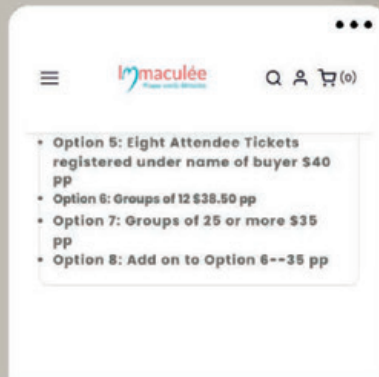 Immaculée
(0)
• Option 5: Eight Attendee Tickets
registered under name of buyer $40
pp
• Option 6: Groups of 12 $38.50 pp
• Option 7: Groups of 25 or more $35
pp
• Option 8: Add on to Option 6--35 pp